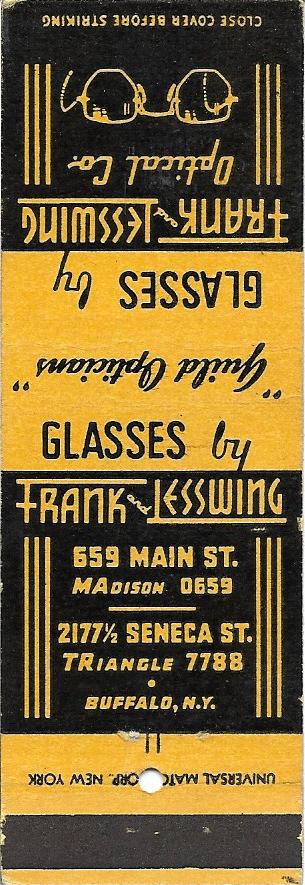 CLOSE COVER BEFORE STRIKING
Optical Co.
FRANK and LESSWING
GLASSES by
"Guild Opticians"
GLASSES by
FRANK and LESSWING
659 MAIN ST.
MADISON 0659
2177½ SENECA ST.
TRIANGLE 7788
•
BUFFALO, N.Y.
UNIVERSAL MATCH CORP. NEW YORK